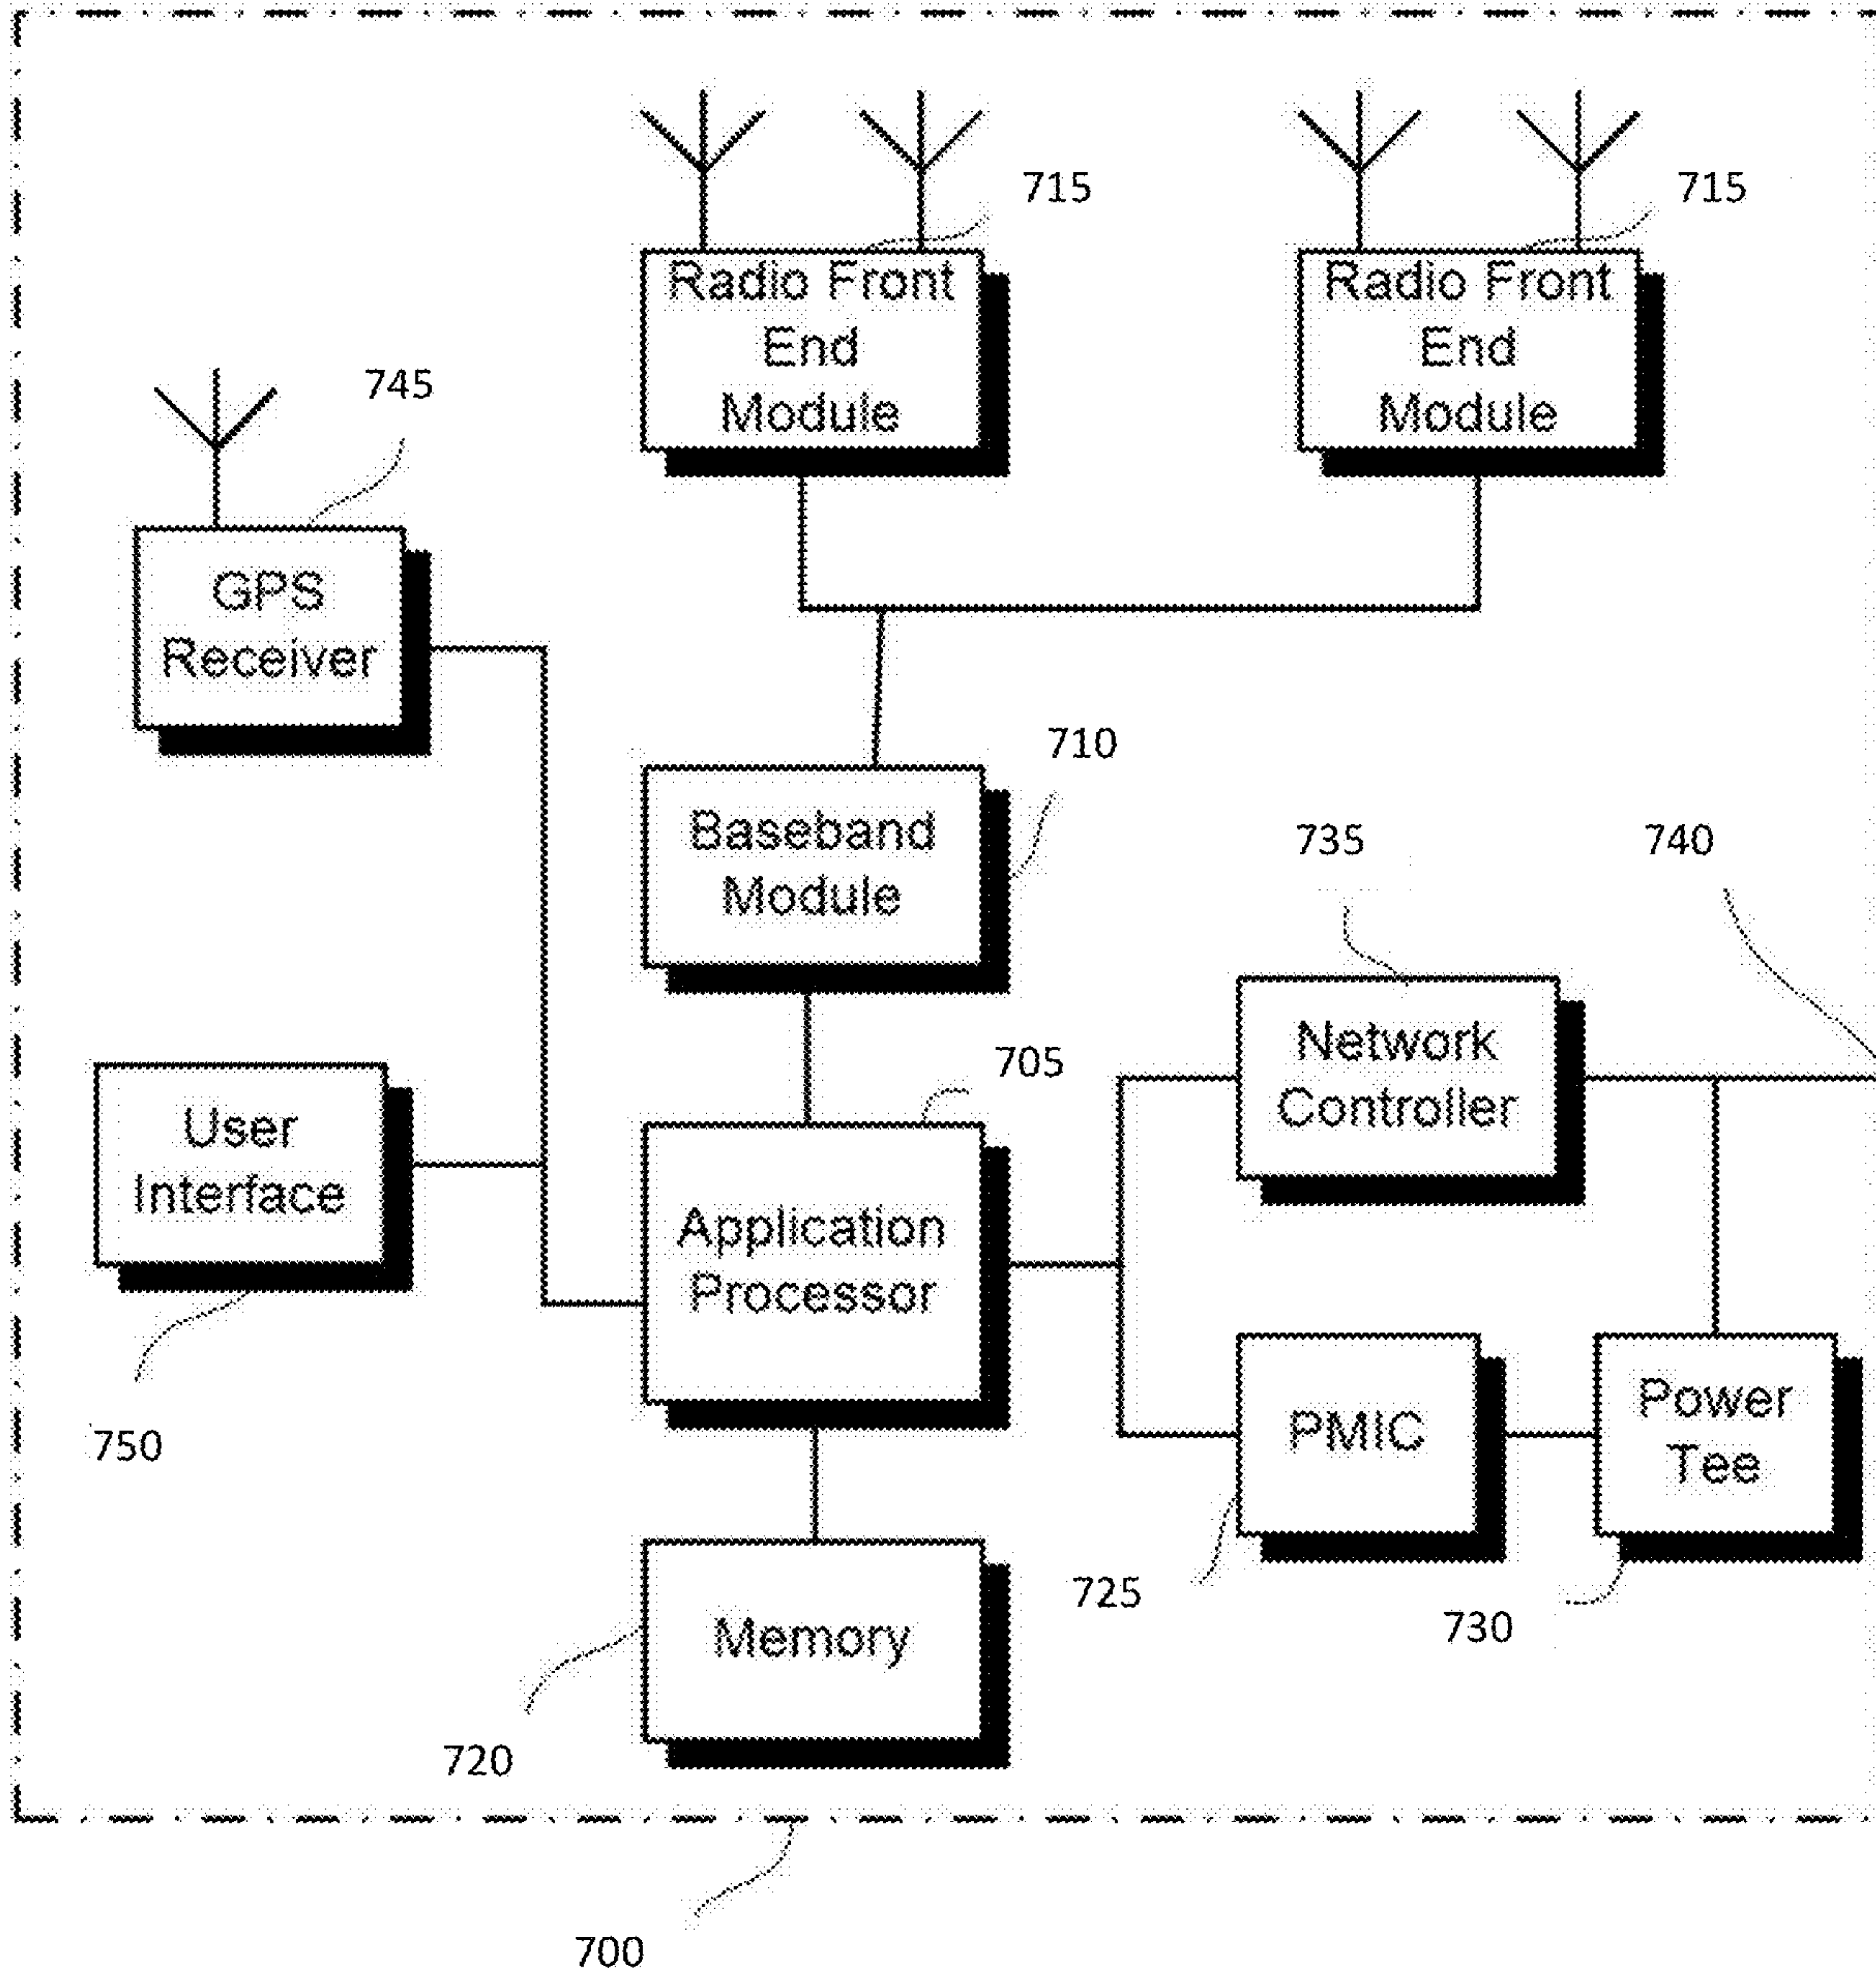 715
715
Radio Front
End
Module
Radio Front
End
Module
745
GPS
Receiver
710
Baseband
Module
735
740
Network
Controller
705
User
Interface
Application
Processor
750
PMIC
Power
Tee
725
730
Memory
720
700